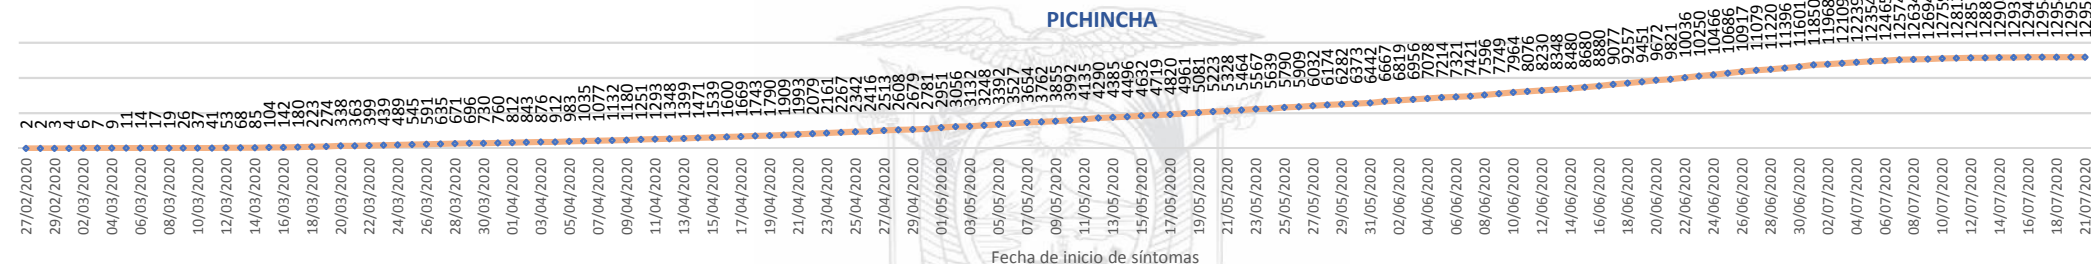 PICHINCHA
2 2 3 4 6 7 9 11 14 17 19 26 37 41 53 68 85 104 142 180 223 274 338 363 399 439 489 545 591 635 671 696 730 760 812 843 876 912 983 1035 1077 1132 1180 1251 1293 1348 1399 1471 1539 1600 1669 1743 1790 1909 1993 2079 2161 2267 2342 2416 2513 2608 2679 2781 2951 3056 3132 3248 3392 3527 3654 3762 3855 3992 4135 4290 4385 4496 4632 4719 4820 4961 5081 5223 5328 5464 5567 5639 5790 5909 6032 6174 6282 6373 6442 6667 6819 6956 7078 7214 7321 7421 7596 7749 7964 8076 8230 8348 8480 8680 8880 9077 9257 9451 9672 9821 10036 10250 10466 10686 10917 11079 11220 11396 11601 11850 11968
27/02/2020 29/02/2020 02/03/2020 04/03/2020 06/03/2020 08/03/2020 10/03/2020 12/03/2020 14/03/2020 16/03/2020 18/03/2020 20/03/2020 22/03/2020 24/03/2020 26/03/2020 28/03/2020 30/03/2020 01/04/2020 03/04/2020 05/04/2020 07/04/2020 09/04/2020 11/04/2020 13/04/2020 15/04/2020 17/04/2020 19/04/2020 21/04/2020 23/04/2020 25/04/2020 27/04/2020 29/04/2020 01/05/2020 03/05/2020 05/05/2020 07/05/2020 09/05/2020 11/05/2020 13/05/2020 15/05/2020 17/05/2020 19/05/2020 21/05/2020 23/05/2020 25/05/2020 27/05/2020 29/05/2020 31/05/2020 02/06/2020 04/06/2020 06/06/2020 08/06/2020 10/06/2020 12/06/2020 14/06/2020 16/06/2020 18/06/2020 20/06/2020 22/06/2020 24/06/2020 26/06/2020 28/06/2020 30/06/2020 02/07/2020 04/07/2020 06/07/2020 08/07/2020 10/07/2020 12/07/2020 14/07/2020 16/07/2020 18/07/2020 21/07/2020
Fecha de inicio de síntomas